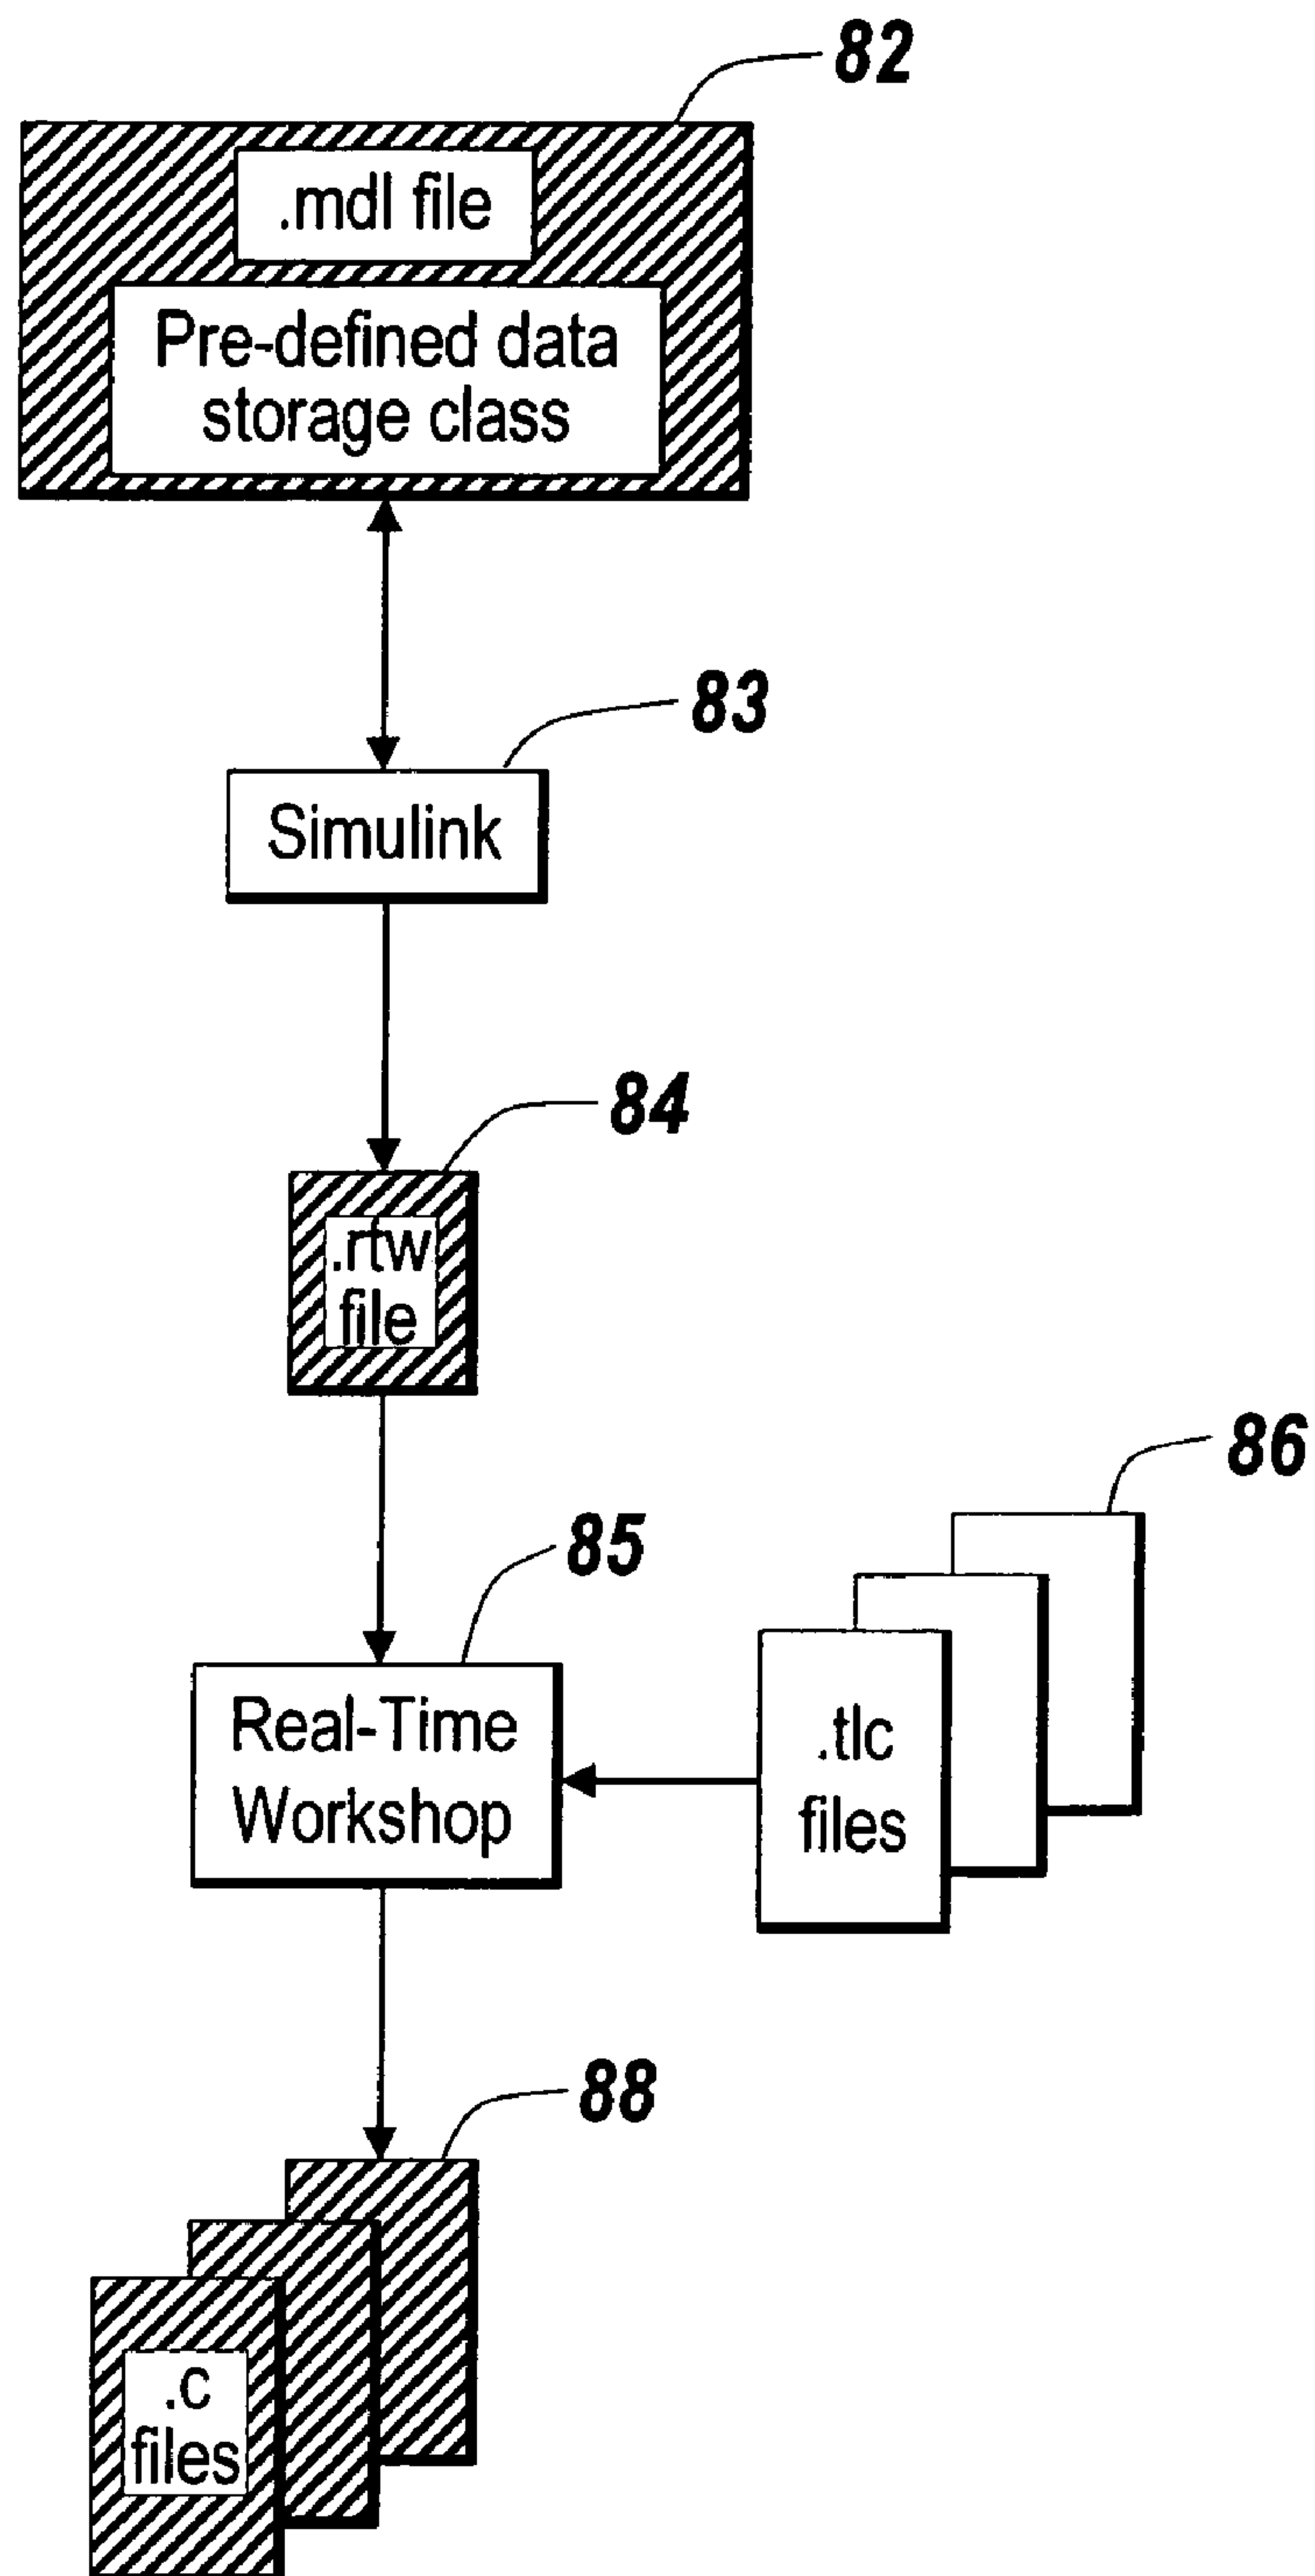 82
.mdl file
Pre-defined data
storage class
83
Simulink
84
.rtw
file
86
85
Real-Time
Workshop
.tlc
files
88
.c
files